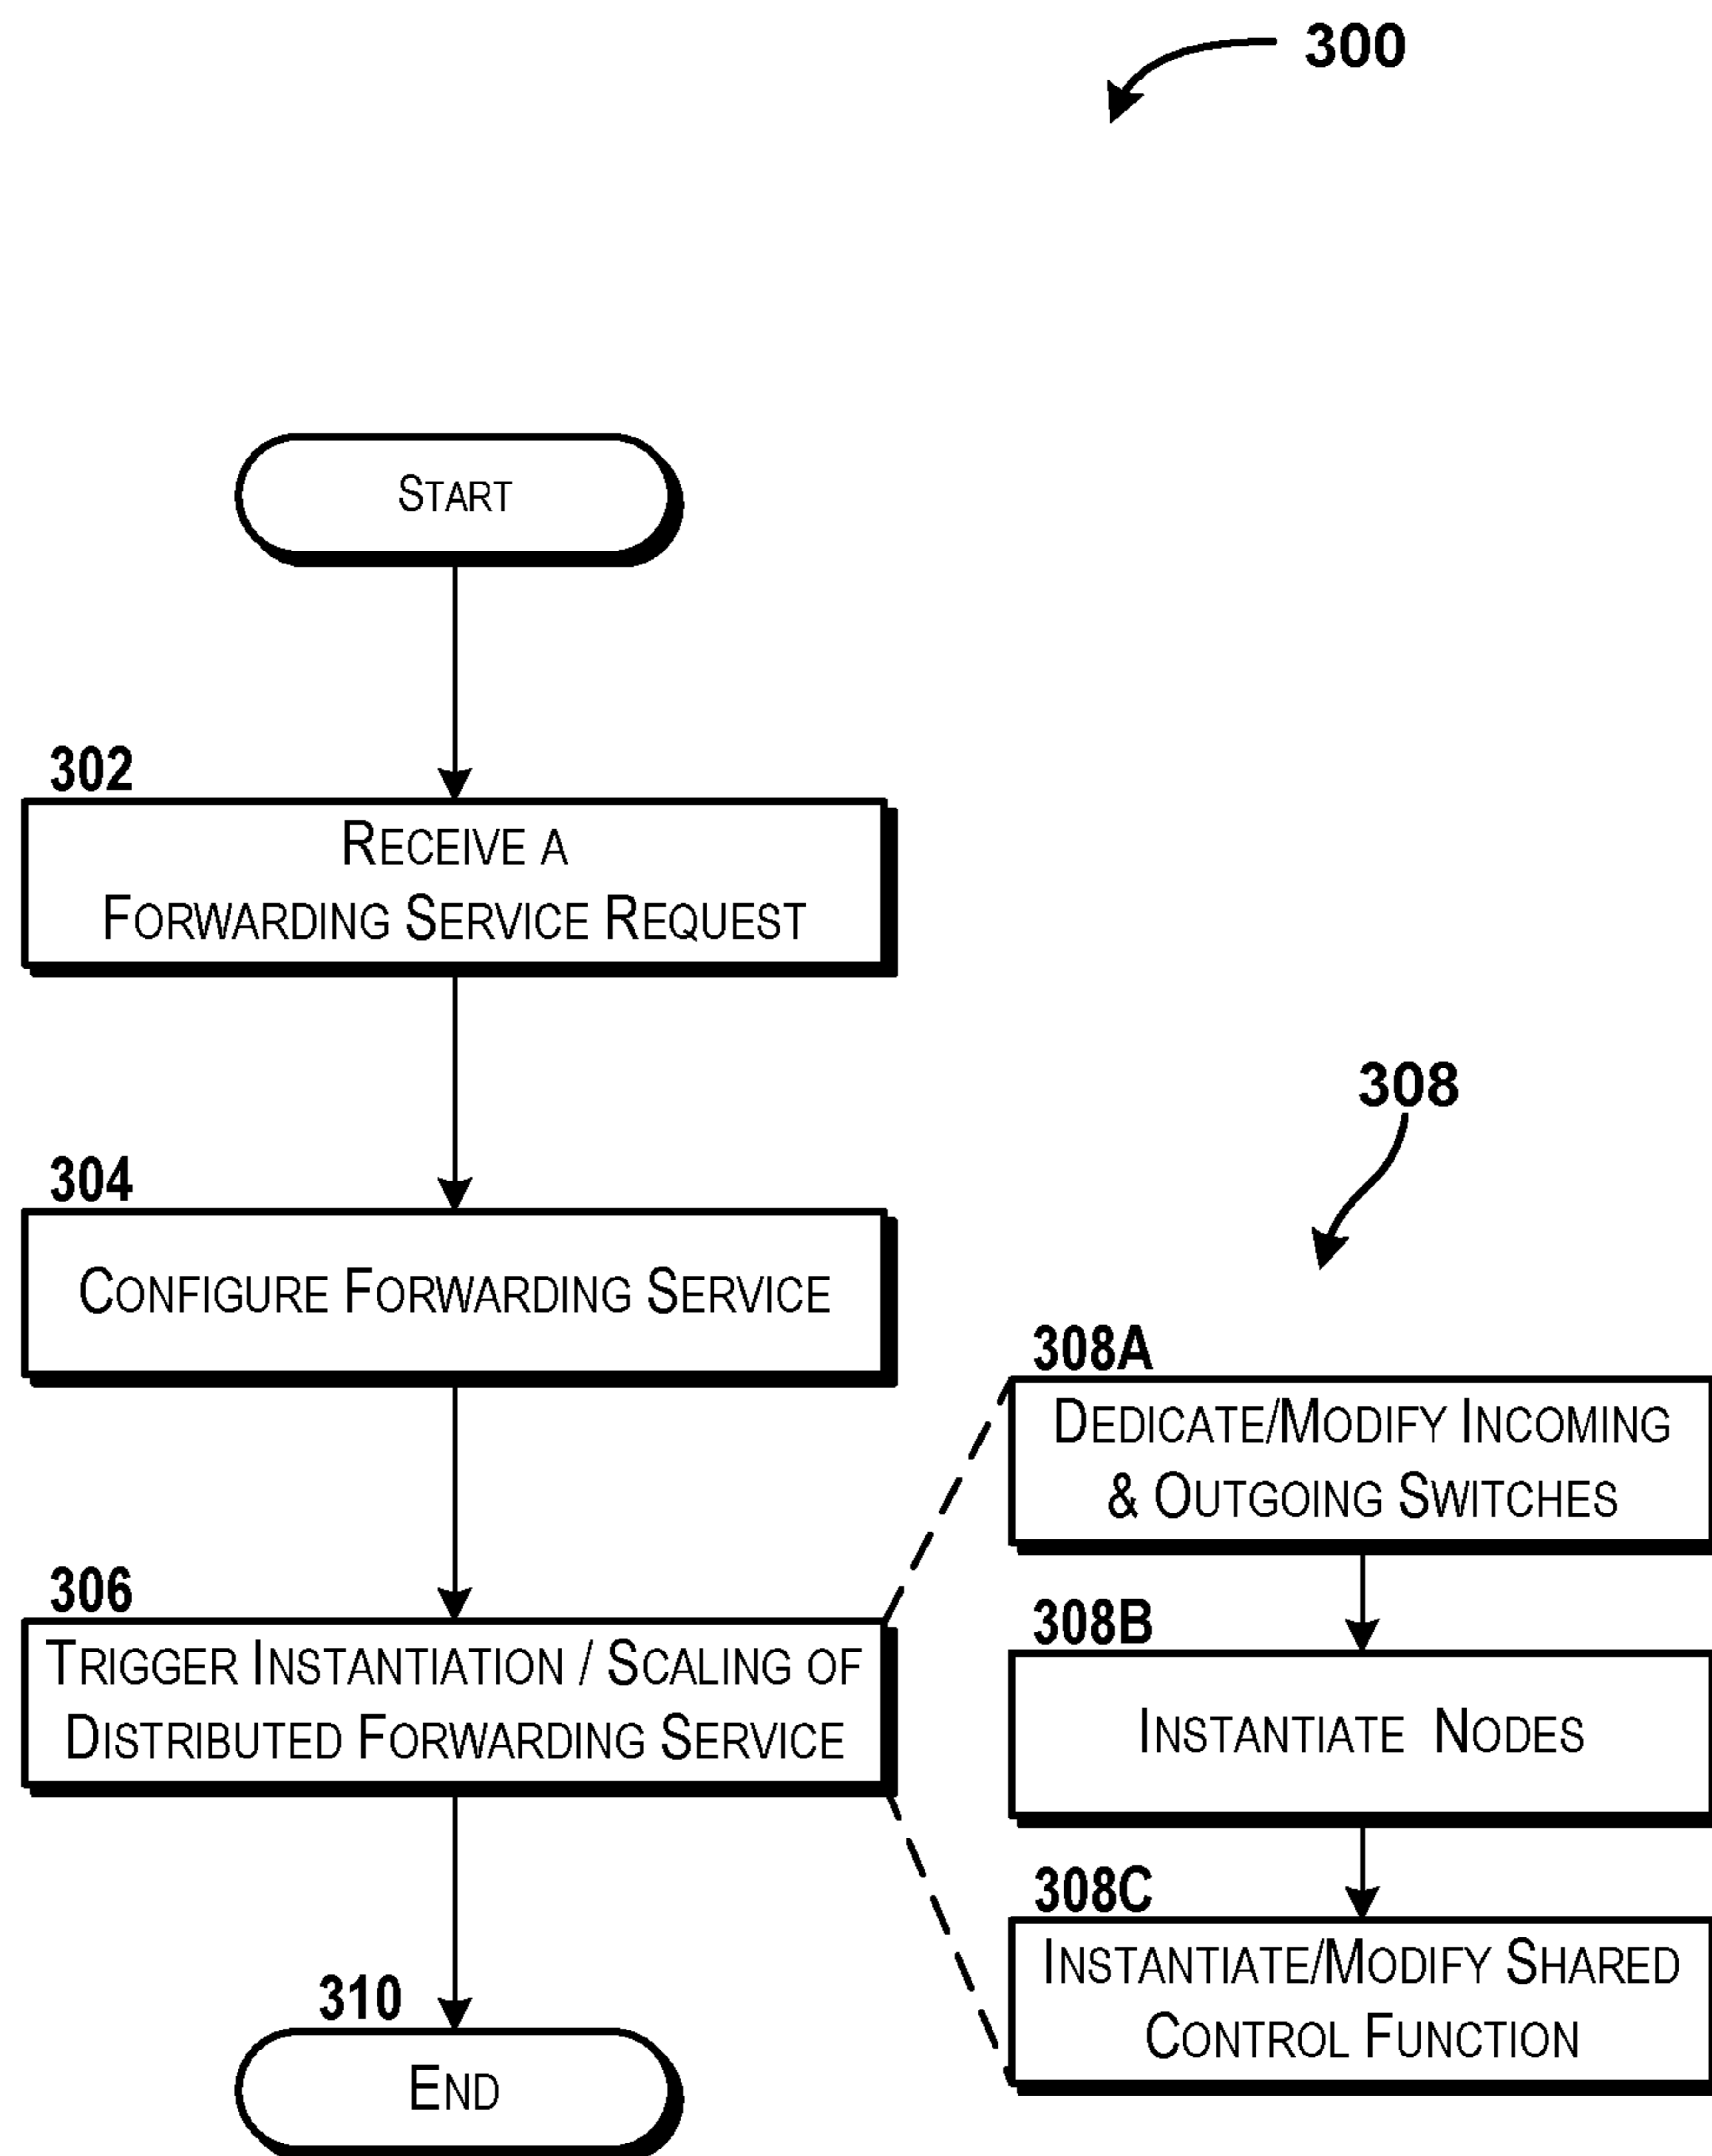 300
START
302
RECEIVE A
FORWARDING SERVICE REQUEST
304
CONFIGURE FORWARDING SERVICE
306
TRIGGER INSTANTIATION / SCALING OF
DISTRIBUTED FORWARDING SERVICE
308
308A
DEDICATE/MODIFY INCOMING
& OUTGOING SWITCHES
308B
INSTANTIATE NODES
308C
INSTANTIATE/MODIFY SHARED
CONTROL FUNCTION
310
END